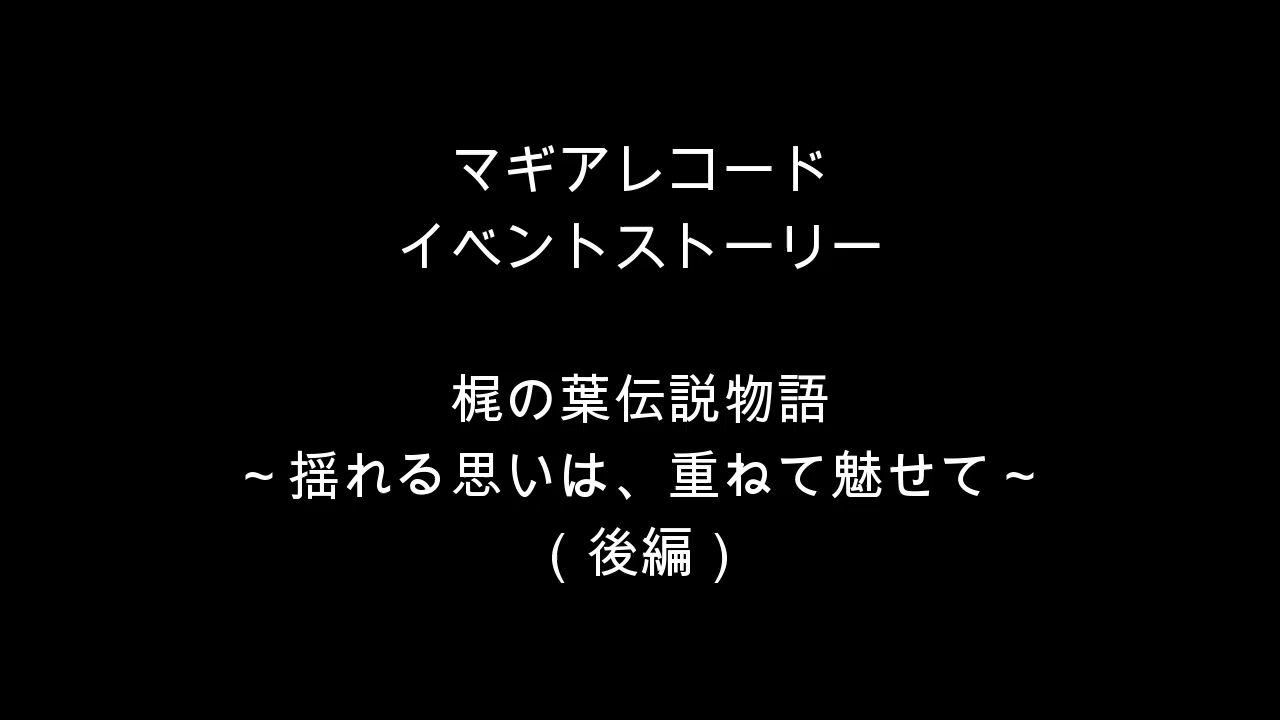 マギアレコード
イベントストーリー
梶の葉伝説物語
~揺れる思いは、重ねて魅せて~
(後編)